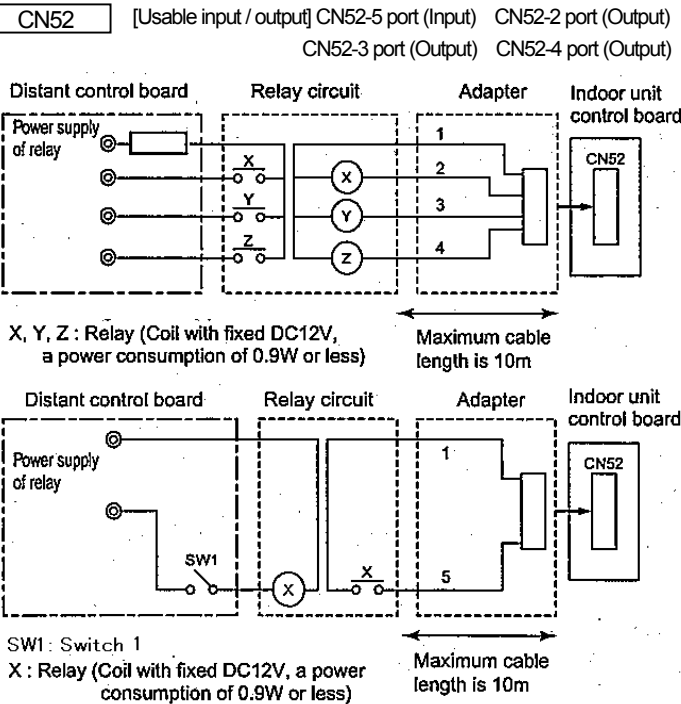 CN52 [Usable input / output] CN52-5 port (Input) CN52-2 port (Output)
CN52-3 port (Output) CN52-4 port (Output)
Distant control board Relay circuit Adapter Indoor unit
control board
Power supply
of relay
1
X X 2
Y Y 3
Z Z 4
CN52
X, Y, Z : Relay (Coil with fixed DC12V,
a power consumption of 0.9W or less)
Maximum cable
length is 10m
Distant control board Relay circuit Adapter Indoor unit
control board
Power supply
of relay
1
CN52
SW1
X X 5
SW1 : Switch 1
X : Relay (Coil with fixed DC12V, a power
consumption of 0.9W or less)
Maximum cable
length is 10m